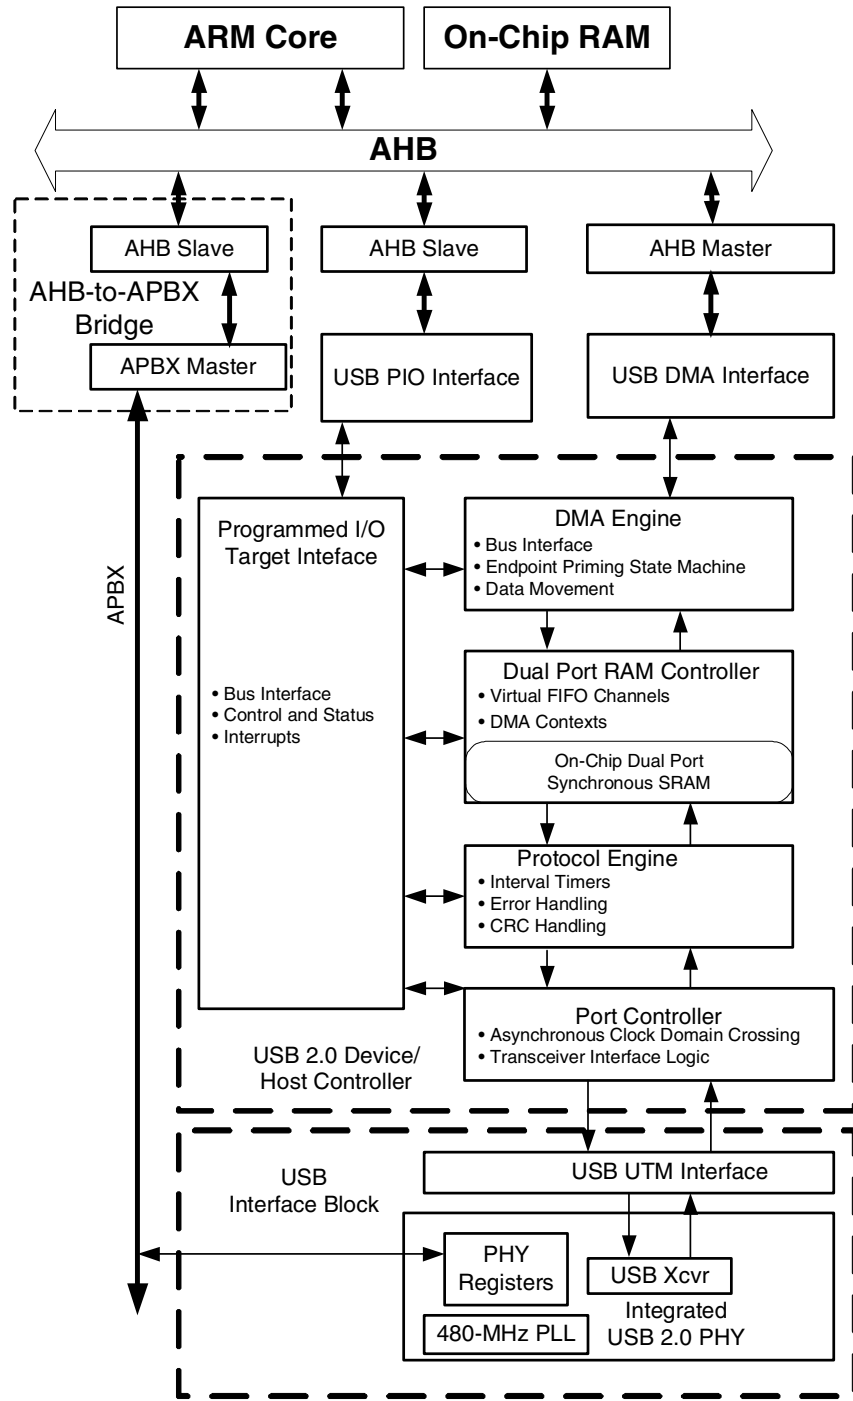 ARM Core
On-Chip RAM
AHB
AHB Slave
AHB Slave
AHB Master
AHB-to-APBX
Bridge
APBX Master
USB PIO Interface
USB DMA Interface
APBX
Programmed I/O
Target Inteface
• Bus Interface
• Control and Status
• Interrupts
DMA Engine
• Bus Interface
• Endpoint Priming State Machine
• Data Movement
Dual Port RAM Controller
• Virtual FIFO Channels
• DMA Contexts
On-Chip Dual Port
Synchronous SRAM
Protocol Engine
• Interval Timers
• Error Handling
• CRC Handling
Port Controller
• Asynchronous Clock Domain Crossing
• Transceiver Interface Logic
USB 2.0 Device/
Host Controller
USB
Interface Block
USB UTM Interface
PHY
Registers
USB Xcvr
480-MHz PLL
Integrated
USB 2.0 PHY